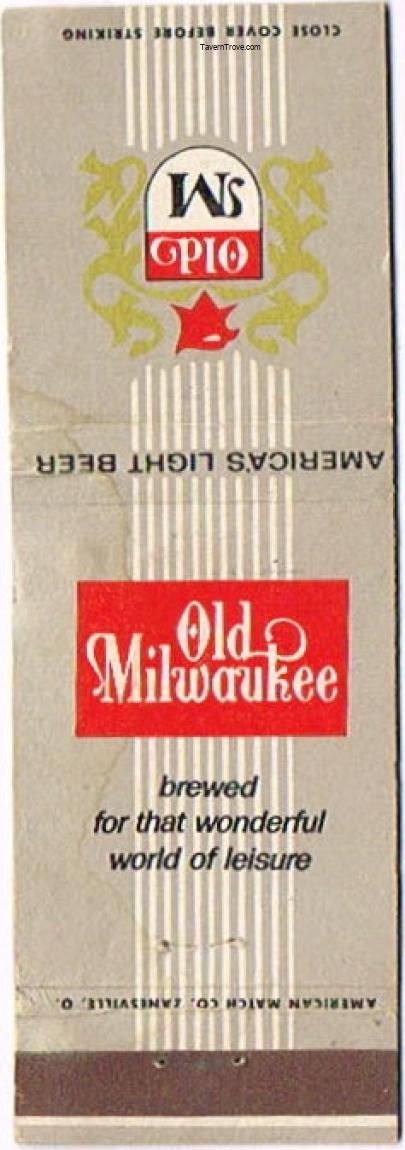 TavernTrove.com
CLOSE COVER BEFORE STRIKING
Old
AMERICA'S LIGHT BEER
Old
Milwaukee
brewed
for that wonderful
world of leisure
AMERICAN MATCH CO. ZANESVILLE, O.